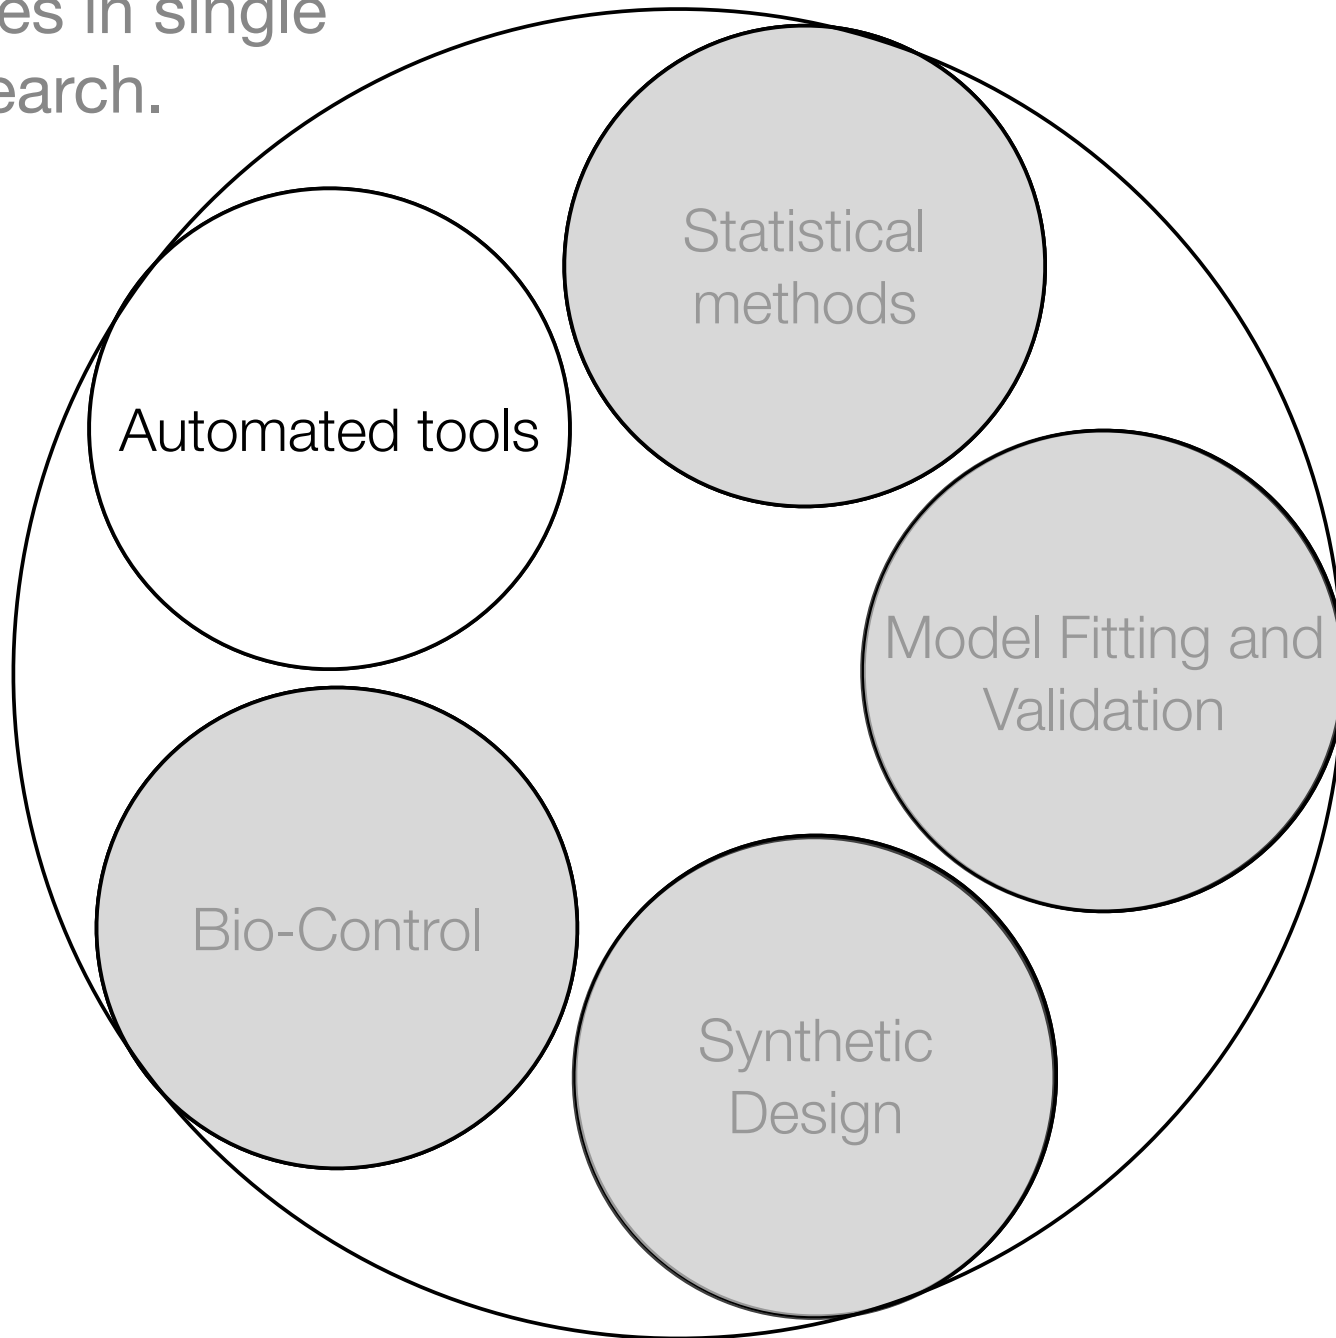 es in single
earch.
Statistical
methods
Automated tools
Model Fitting and
Validation
Bio-Control
Synthetic
Design